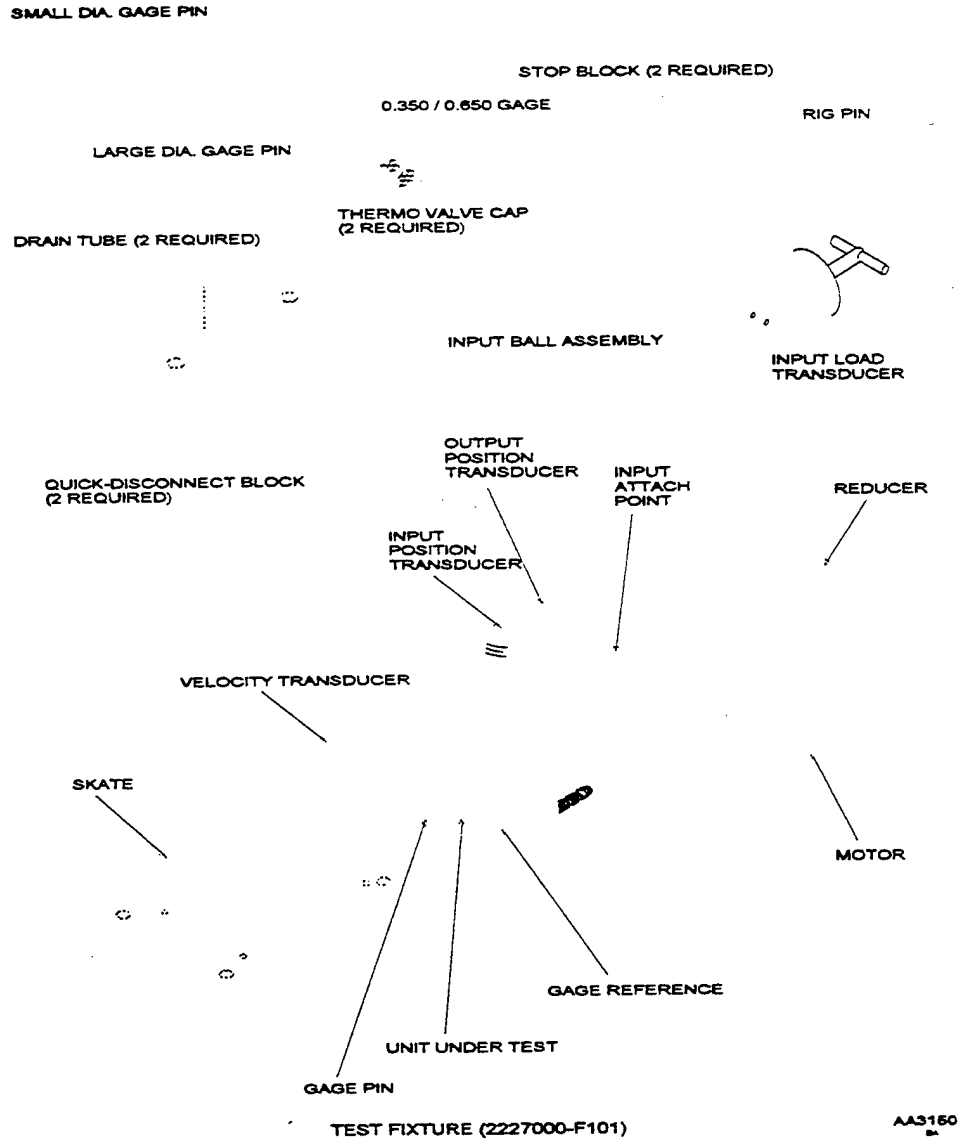 SMALL DIA. GAGE PIN
STOP BLOCK (2 REQUIRED)
0.350 / 0.650 GAGE
RIG PIN
LARGE DIA. GAGE PIN
THERMO VALVE CAP
(2 REQUIRED)
DRAIN TUBE (2 REQUIRED)
INPUT BALL ASSEMBLY
INPUT LOAD
TRANSDUCER
OUTPUT
POSITION
TRANSDUCER
INPUT
ATTACH
POINT
QUICK-DISCONNECT BLOCK
(2 REQUIRED)
REDUCER
INPUT
POSITION
TRANSDUCER
VELOCITY TRANSDUCER
SKATE
MOTOR
GAGE REFERENCE
UNIT UNDER TEST
GAGE PIN
TEST FIXTURE (2227000-F101)
AA3150